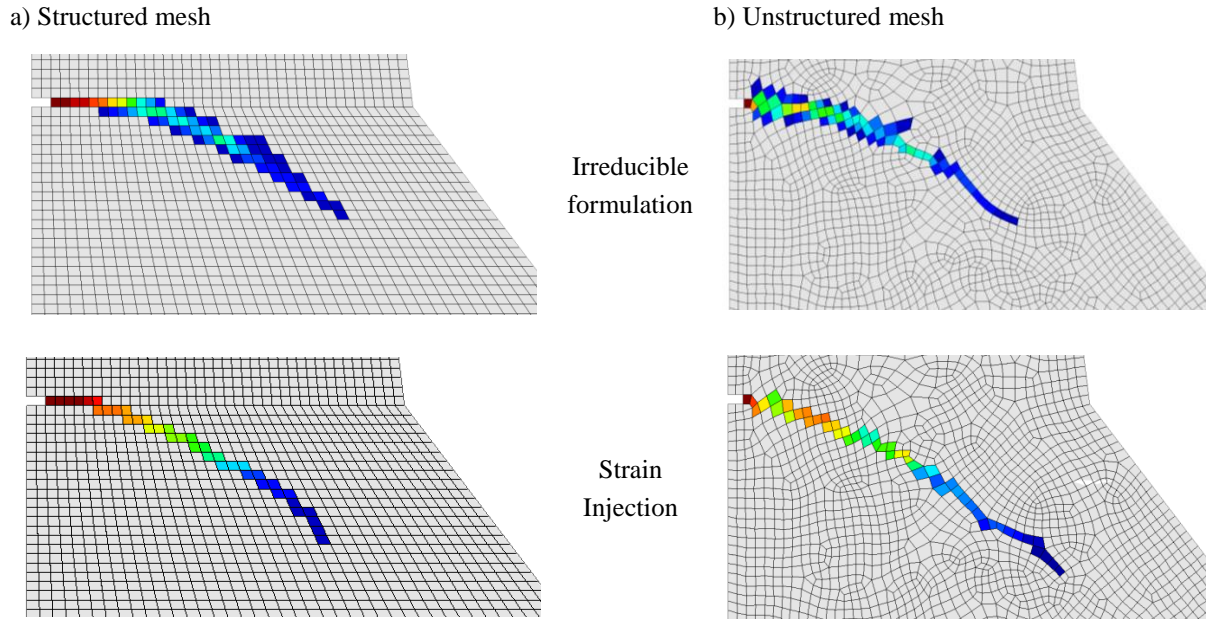 a) Structured mesh
b) Unstructured mesh
Irreducible
formulation
Strain
Injection